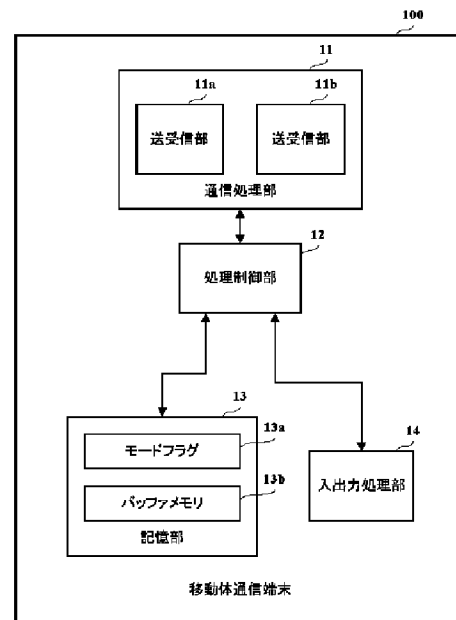 100
11
11a
11b
送受信部
送受信部
通信処理部
12
処理制御部
13
13a
モードフラグ
13b
バッファメモリ
記憶部
14
入出力処理部
移動体通信端末